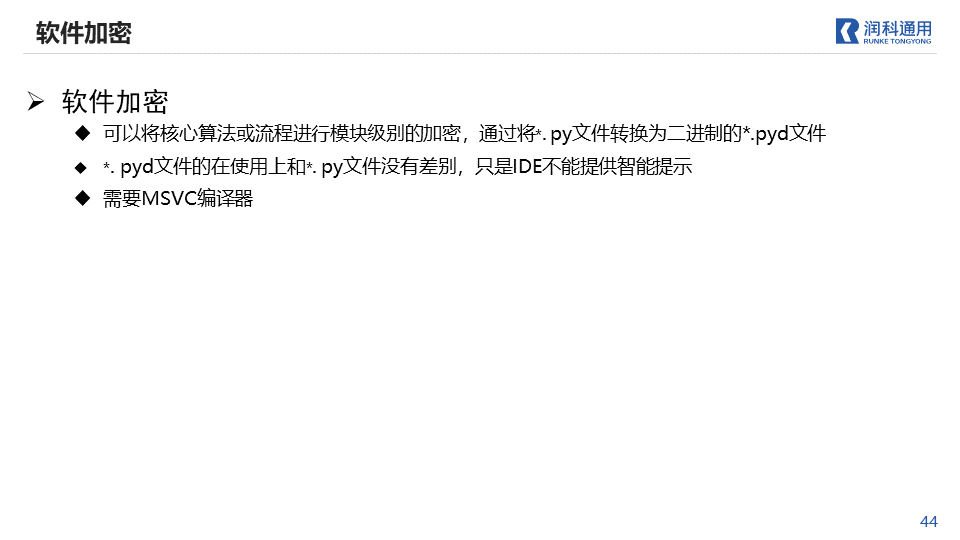 软件加密
润科通用
RUNKE TONGYONG
软件加密
可以将核心算法或流程进行模块级别的加密，通过将*. py文件转换为二进制的*.pyd文件
*. pyd文件的在使用上和*. py文件没有差别，只是IDE不能提供智能提示
需要MSVC编译器
44